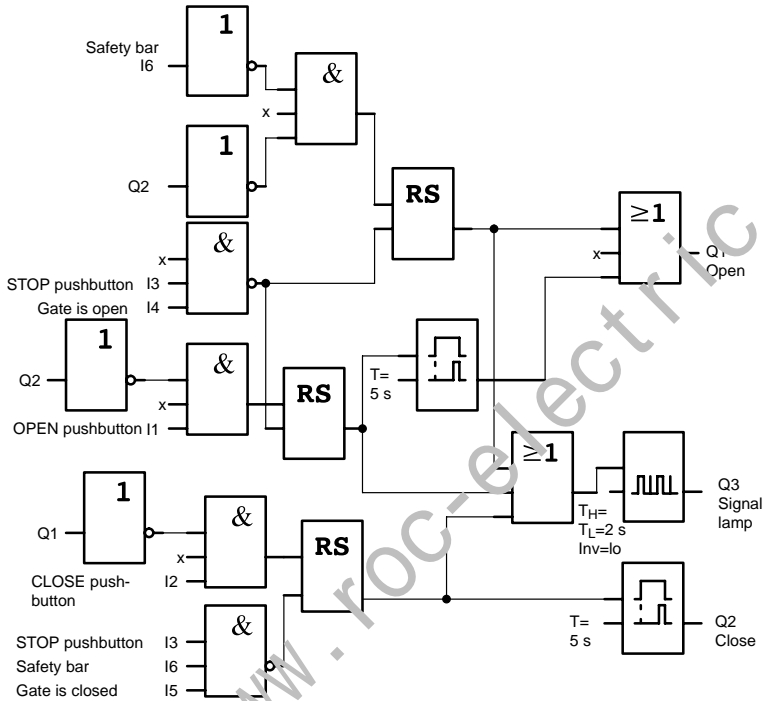 1
Safety bar
I6
&
x
1
Q2
RS
≥1
x
Q1
Open
&
x
STOP pushbutton I3
Gate is open I4
1
Q2
&
x
OPEN pushbutton I1
RS
T=
5 s
≥1
Q3
Signal
lamp
TH=
TL=2 s
Inv=lo
1
Q1
&
x
I2
CLOSE push-
button
RS
&
STOP pushbutton I3
Safety bar I6
Gate is closed I5
T=
5 s
Q2
Close
www.roc-electric